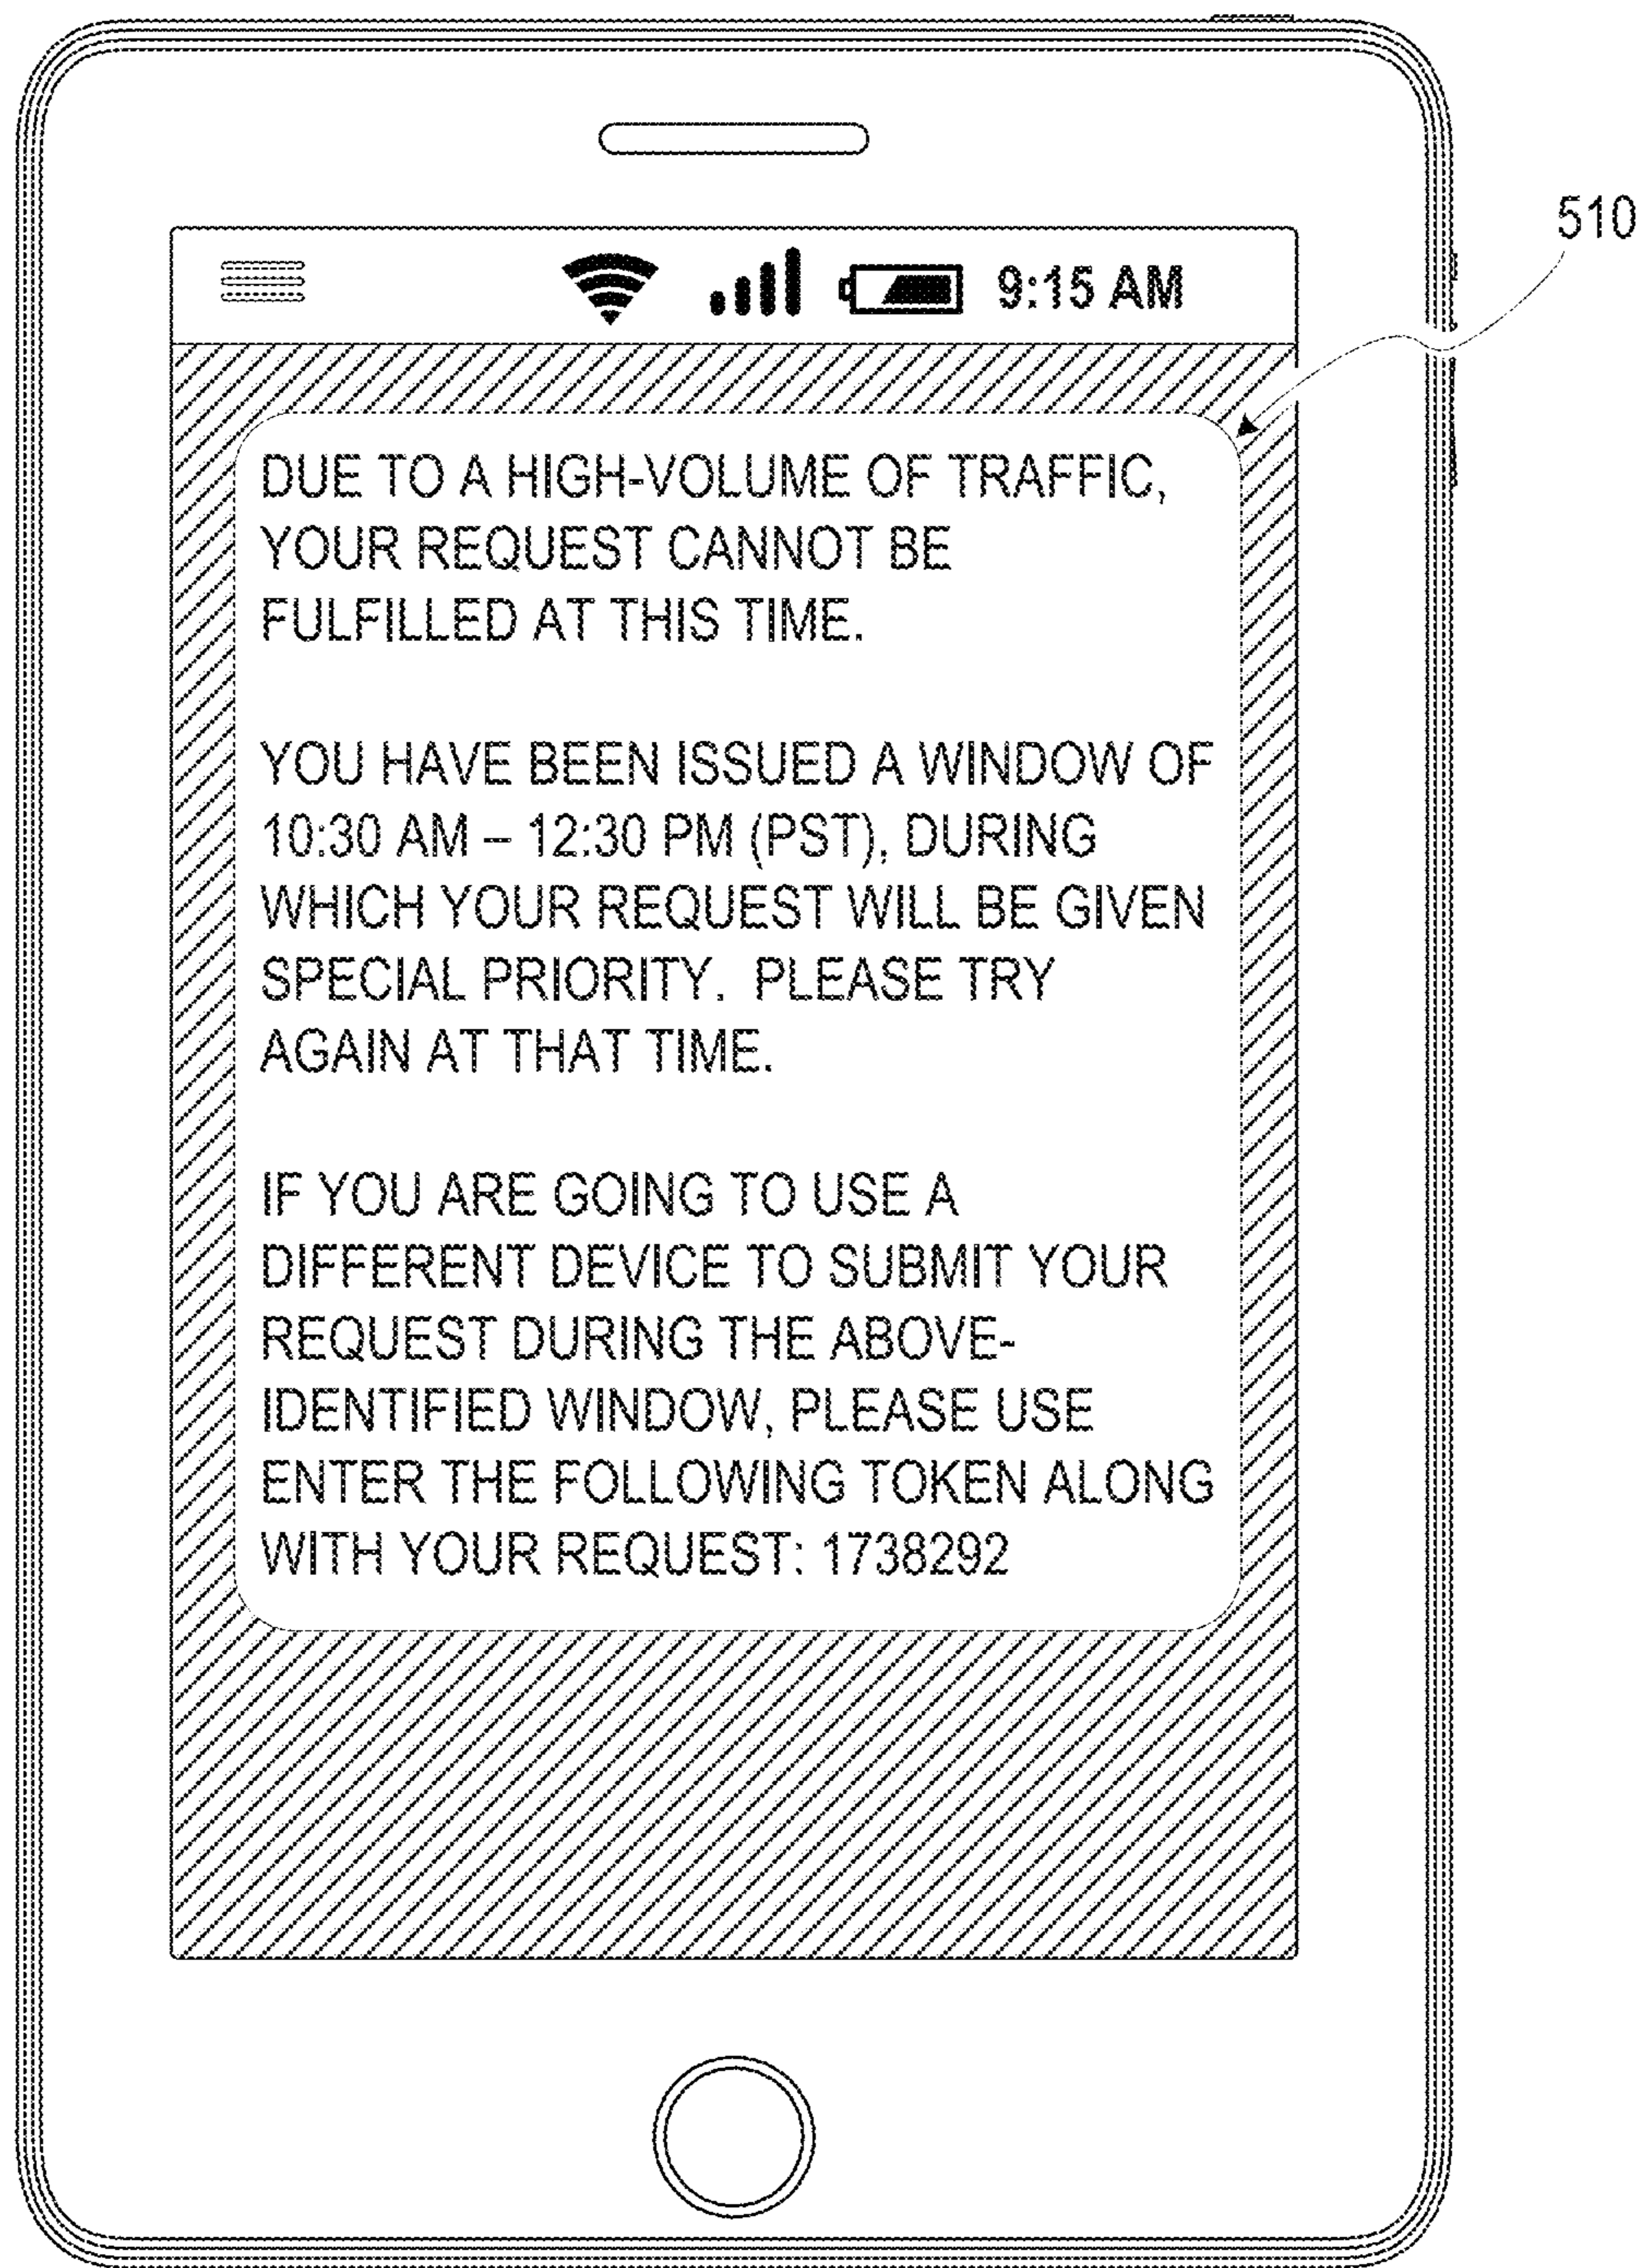 9:15 AM
510
DUE TO A HIGH-VOLUME OF TRAFFIC,
YOUR REQUEST CANNOT BE
FULFILLED AT THIS TIME.
YOU HAVE BEEN ISSUED A WINDOW OF
10:30 AM – 12:30 PM (PST), DURING
WHICH YOUR REQUEST WILL BE GIVEN
SPECIAL PRIORITY.  PLEASE TRY
AGAIN AT THAT TIME.
IF YOU ARE GOING TO USE A
DIFFERENT DEVICE TO SUBMIT YOUR
REQUEST DURING THE ABOVE-
IDENTIFIED WINDOW, PLEASE USE
ENTER THE FOLLOWING TOKEN ALONG
WITH YOUR REQUEST: 1738292